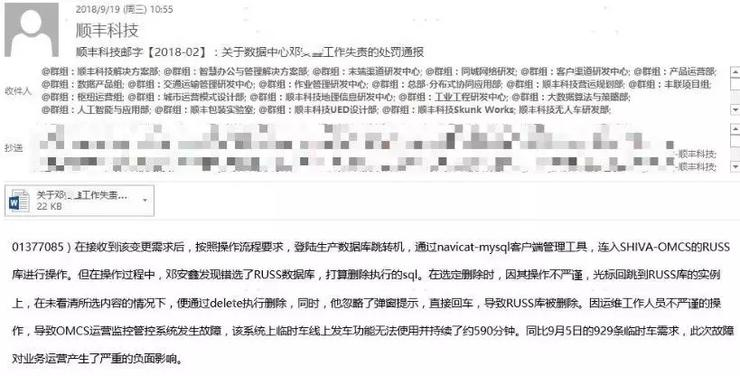 2018/9/19 (周三) 10:55
顺丰科技
顺丰科技邮字【2018-02】：关于数据中心邓 工作失责的处罚通报
@群组：顺丰科技解决方案部; @群组：智慧办公与管理解决方案部; @群组：末端渠道研发中心; @群组：同城网络研发; @群组：客户渠道研发中心; @群组：产品运营部;
@群组：数据产品组; @群组：交通运输管理研发中心; @群组：作业管理研发中心; @群组：总部-分布式协同应用部; @群组：顺丰科技经营运规划部; @群组：丰联项目组;
收件人
@群组：枢纽运营组; @群组：城市运营模式设计部; @群组：顺丰科技地理信息研发中心; @群组：工业工程研发中心; @群组：大数据算法与策略部;
@群组：人工智能与应用部; @群组：顺丰包装实验室; @群组：顺丰科技UED设计部; @群组：顺丰科技Skunk Works; 顺丰科技无人车研发部;
抄送
-顺丰科技;
顺丰科技;
关于邓 工作失责...
22 KB
01377085）在接收到该变更需求后，按照操作流程要求，登陆生产数据库跳转机，通过navicat-mysql客户端管理工具，连入SHIVA-OMCS的RUSS
库进行操作。但在操作过程中，邓安鑫发现错选了RUSS数据库，打算删除执行的sql。在选定删除时，因其操作不严谨，光标回跳到RUSS库的实例
上，在未看清所选内容的情况下，便通过delete执行删除，同时，他忽略了弹窗提示，直接回车，导致RUSS库被删除。因运维工作人员不严谨的操
作，导致OMCS运营监控管控系统发生故障，该系统上临时车线上发车功能无法使用并持续了约590分钟。同比9月5日的929条临时车需求，此次故障
对业务运营产生了严重的负面影响。